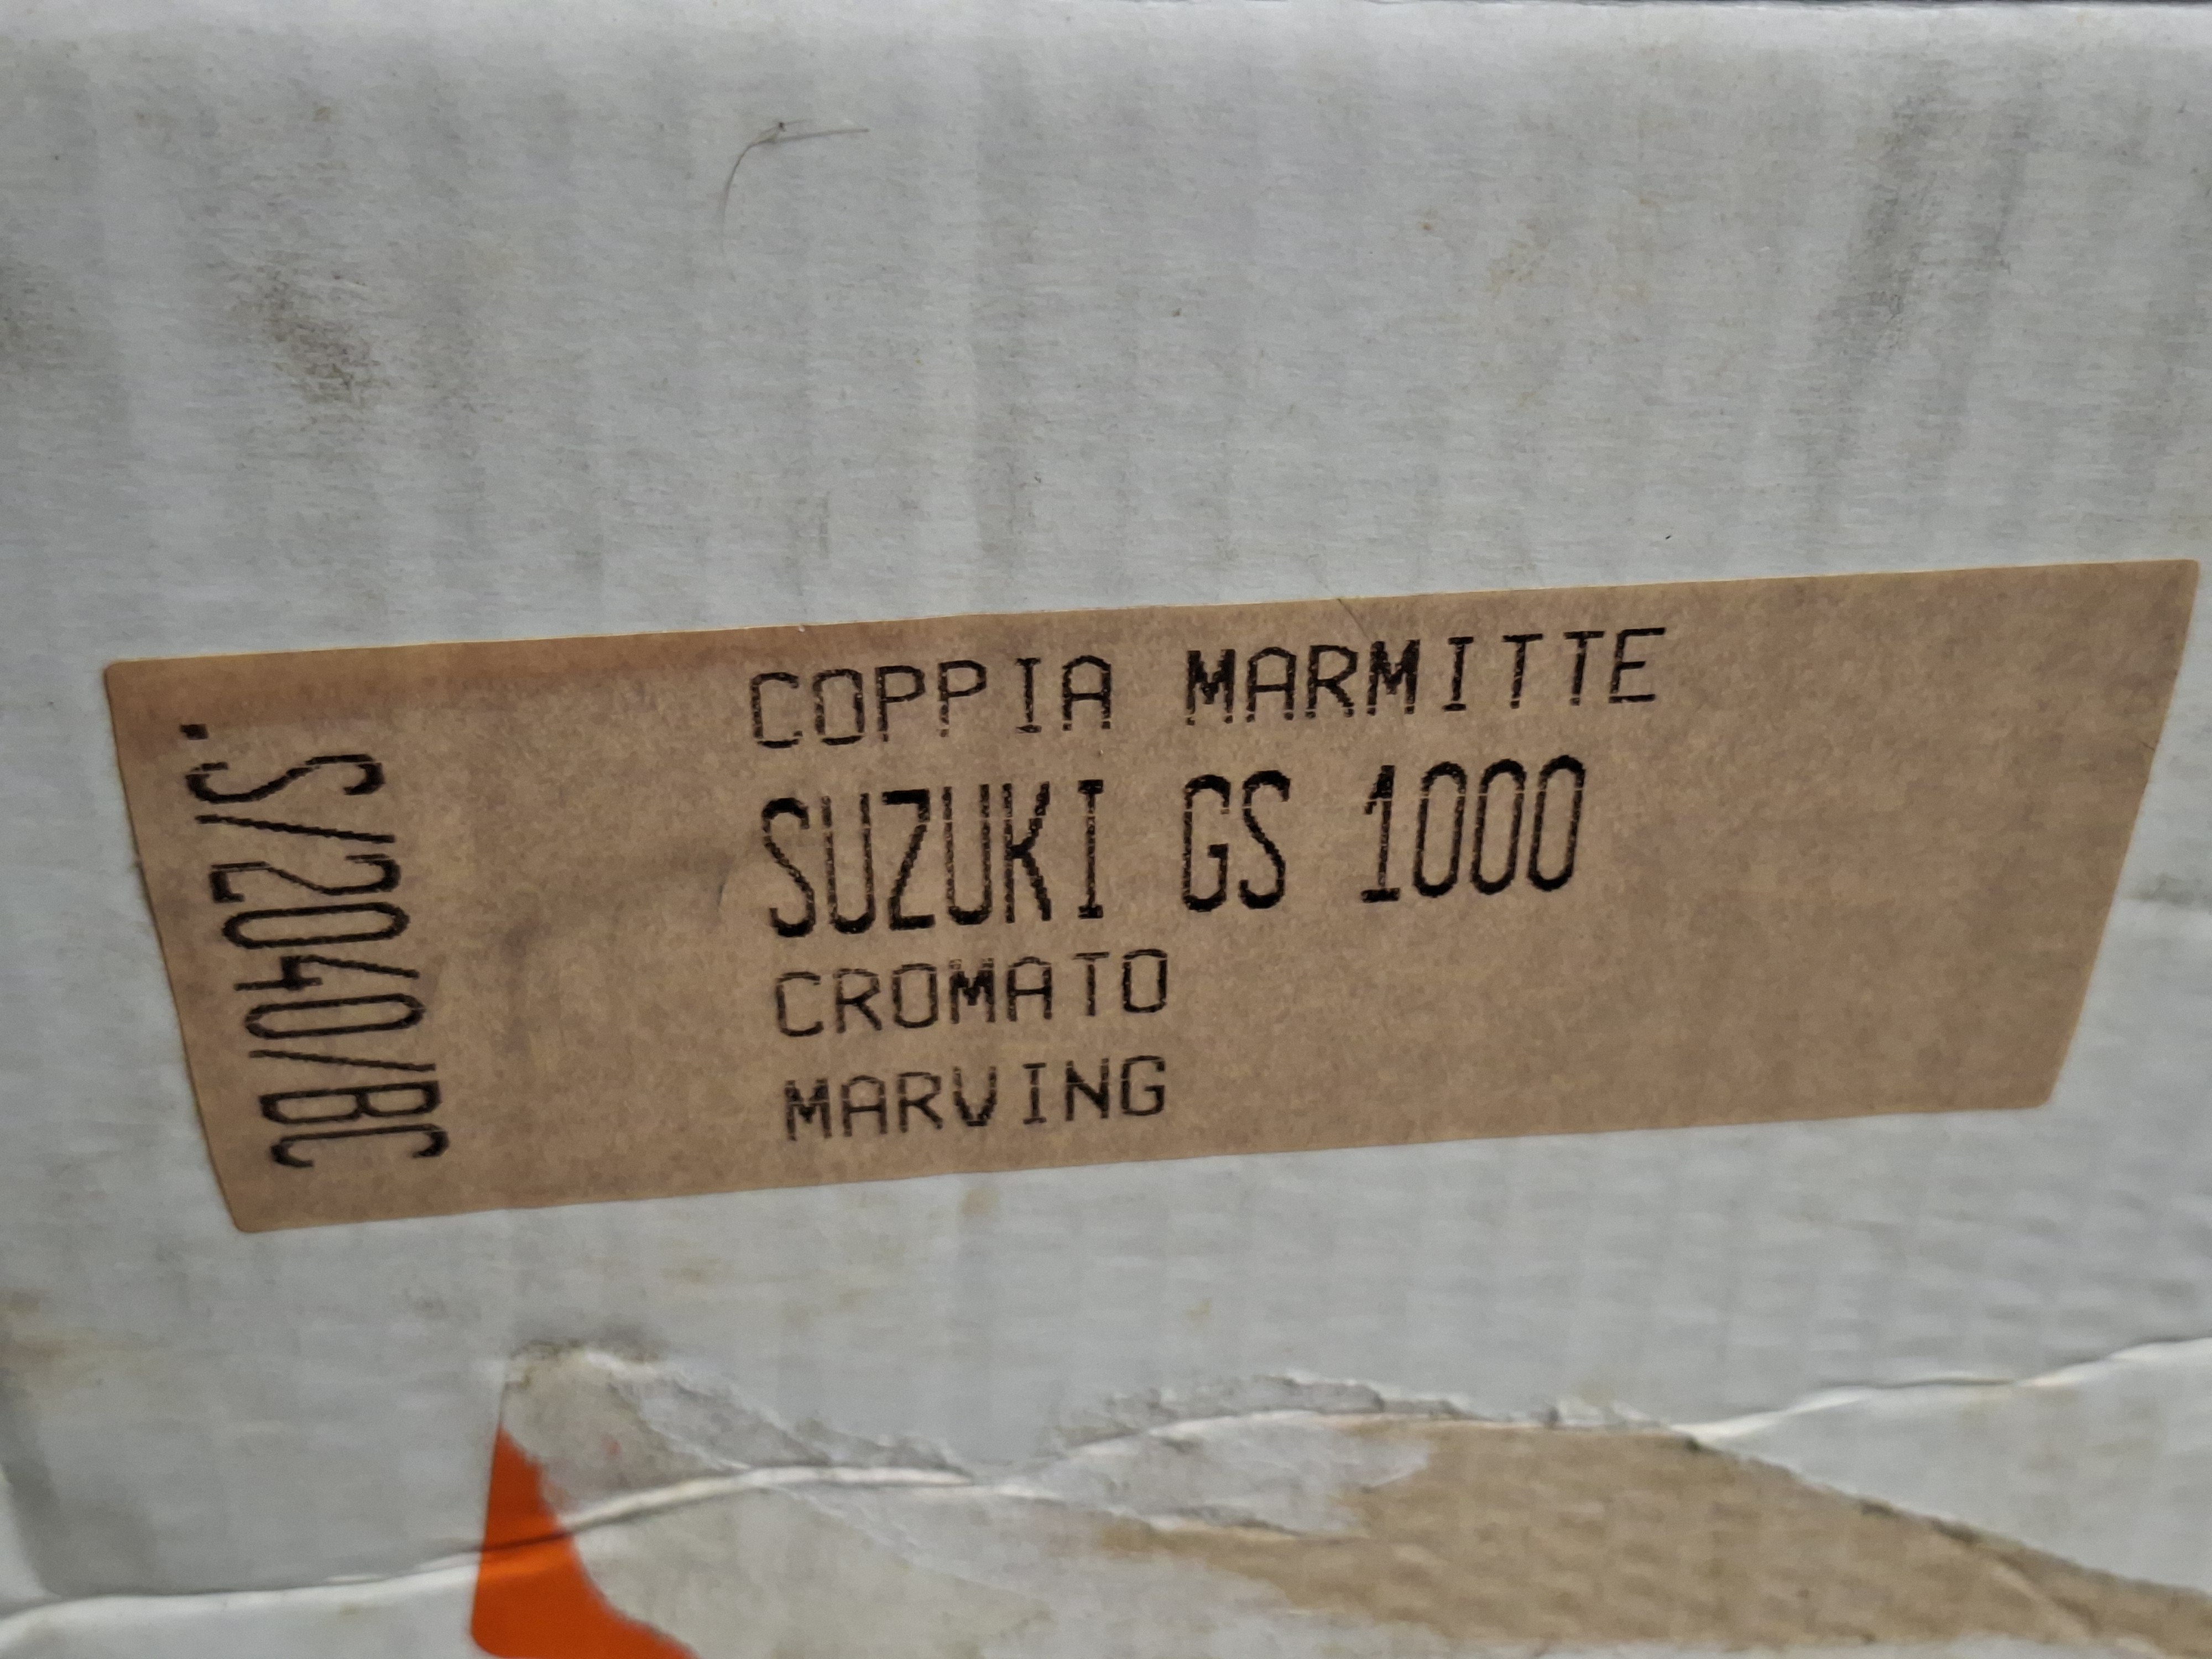 .S/2040/BC
COPPIA MARMITTE
SUZUKI GS 1000
CROMATO
MARVING